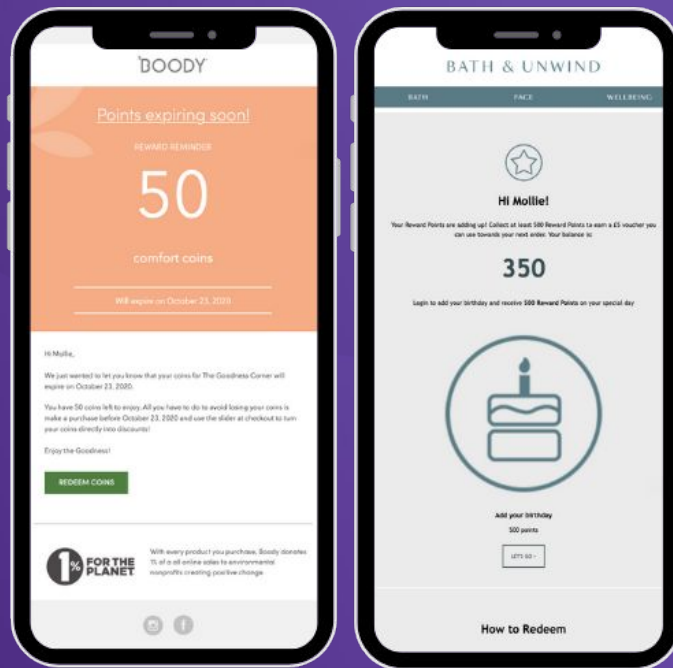 BOODY
Points expiring soon!
REWARD REMINDER
50
comfort coins
Will expire on October 23, 2020
Hi Mollie,
We just wanted to let you know that your coins for The Goodness Corner will
expire on October 23, 2020.
You have 50 coins left to enjoy. All you have to do to avoid losing your coins is
make a purchase before October 23, 2020 and use the slider at checkout to turn
your coins directly into discounts!
Enjoy the Goodness!
REDEEM COINS
1% FOR THE
PLANET
With every product you purchase, Boody donates
1% of a all online sales to environmental
nonprofits creating positive change.
BATH & UNWIND
BATH FACE WELLBEING
Hi Mollie!
Your Reward Points are adding up! Collect at least 500 Reward Points to earn a £5 voucher you
can use towards your next order. Your balance is:
350
Login to add your birthday and receive 500 Reward Points on your special day
Add your birthday
500 points
LET'S GO >
How to Redeem